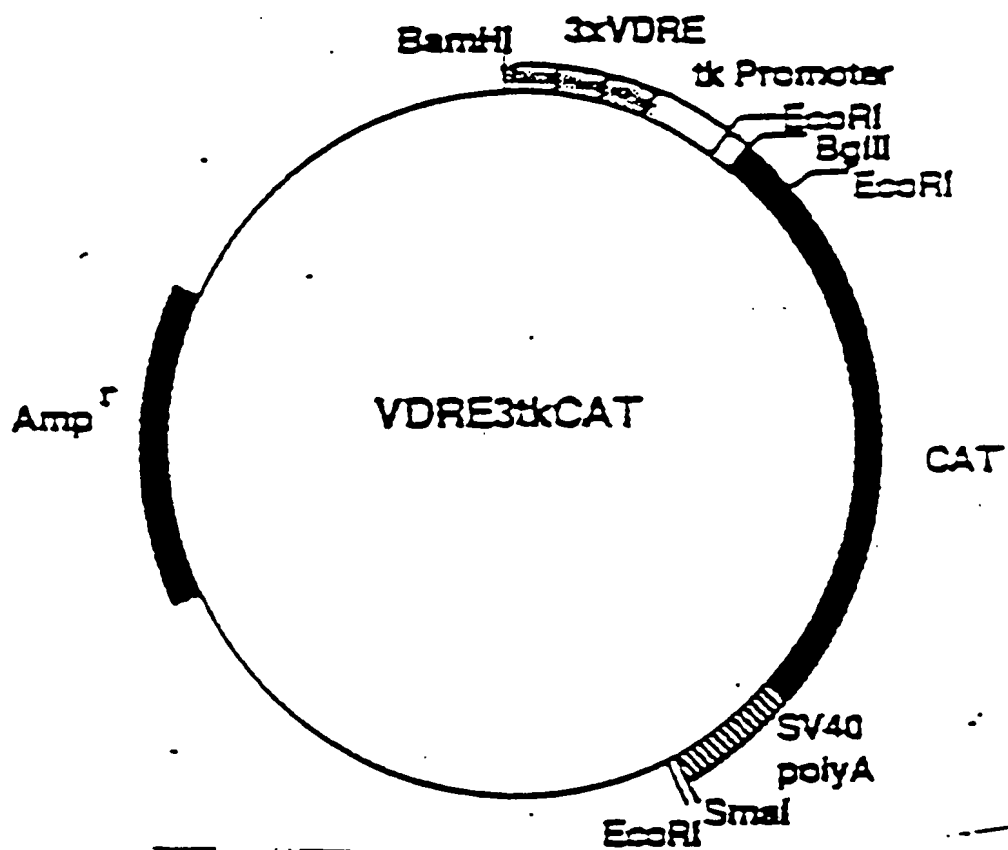 BamHI
3xVDRE
tk Promoter
EcoRI
BglII
EcoRI
Amp r
VDRE3tkCAT
CAT
SV40
polyA
SmaI
EcoRI